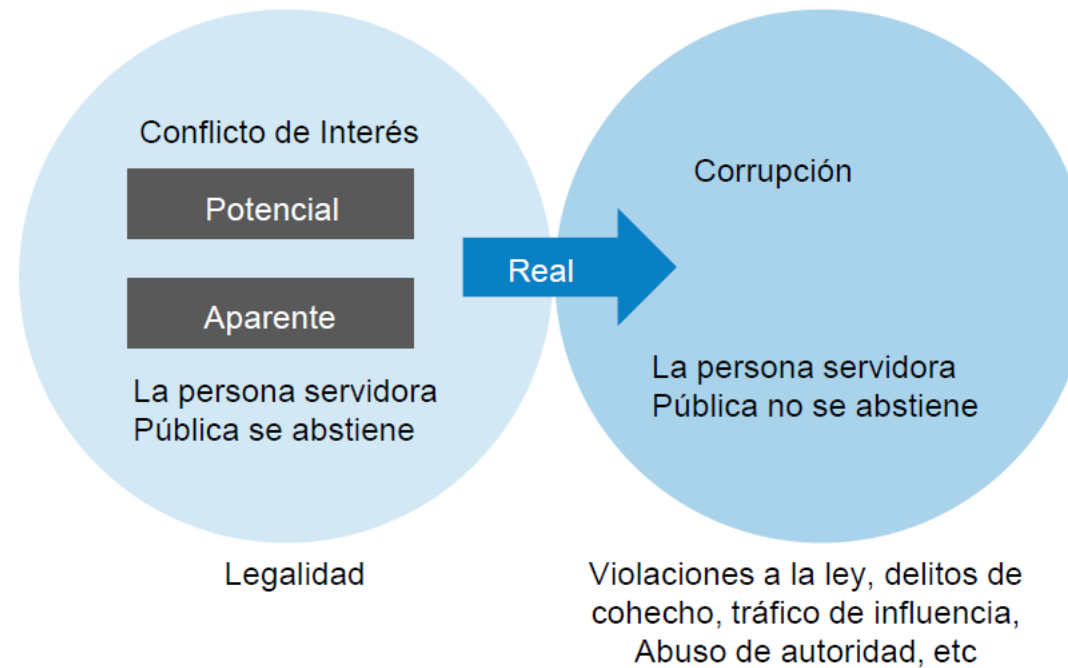 Conflicto de Interés
Potencial
Aparente
La persona servidora
Pública se abstiene
Legalidad
Real
Corrupción
La persona servidora
Pública no se abstiene
Violaciones a la ley, delitos de
cohecho, tráfico de influencia,
Abuso de autoridad, etc